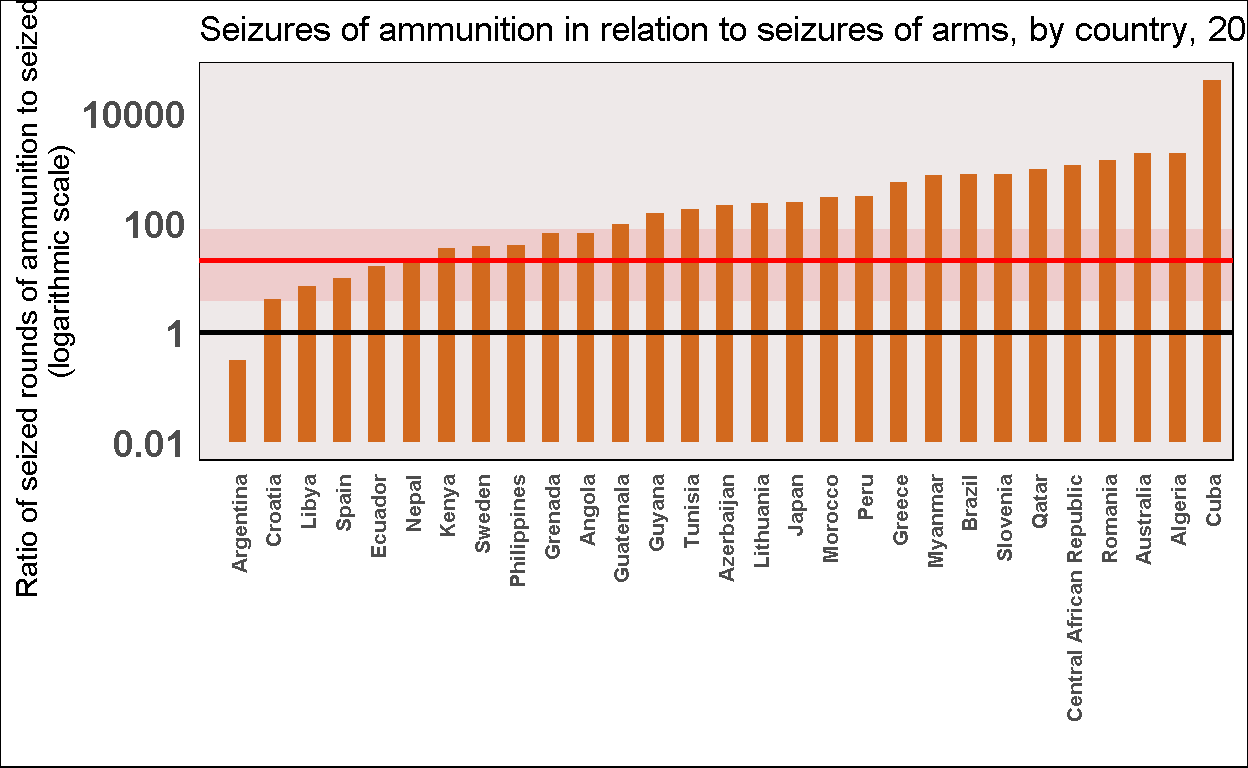 Seizures of ammunition in relation to seizures of arms, by country, 20
Ratio of seized rounds of ammunition to seized
(logarithmic scale)
10000
100
1
0.01
Argentina
Croatia
Libya
Spain
Ecuador
Nepal
Kenya
Sweden
Philippines
Grenada
Angola
Guatemala
Guyana
Tunisia
Azerbaijan
Lithuania
Japan
Morocco
Peru
Greece
Myanmar
Brazil
Slovenia
Qatar
Central African Republic
Romania
Australia
Algeria
Cuba